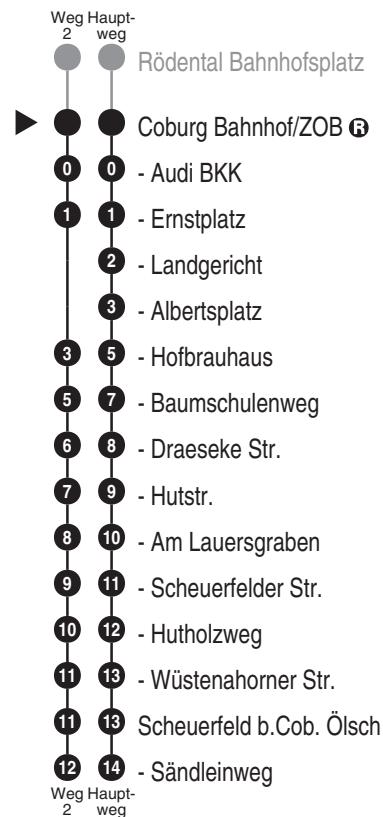 Weg Haupt-
2 weg
Rödental Bahnhofsplatz
Coburg Bahnhof/ZOB R
0 0 - Audi BKK
1 1 - Ernstplatz
2 - Landgericht
3 - Albertsplatz
3 5 - Hofbrauhaus
5 7 - Baumschulenweg
6 8 - Draeseke Str.
7 9 - Hutstr.
8 10 - Am Lauersgraben
9 11 - Scheuerfelder Str.
10 12 - Hutholzweg
11 13 - Wüstenahorner Str.
11 13 Scheuerfeld b.Cob. Ölsch
12 14 - Sändleinweg
Weg Haupt-
2 weg